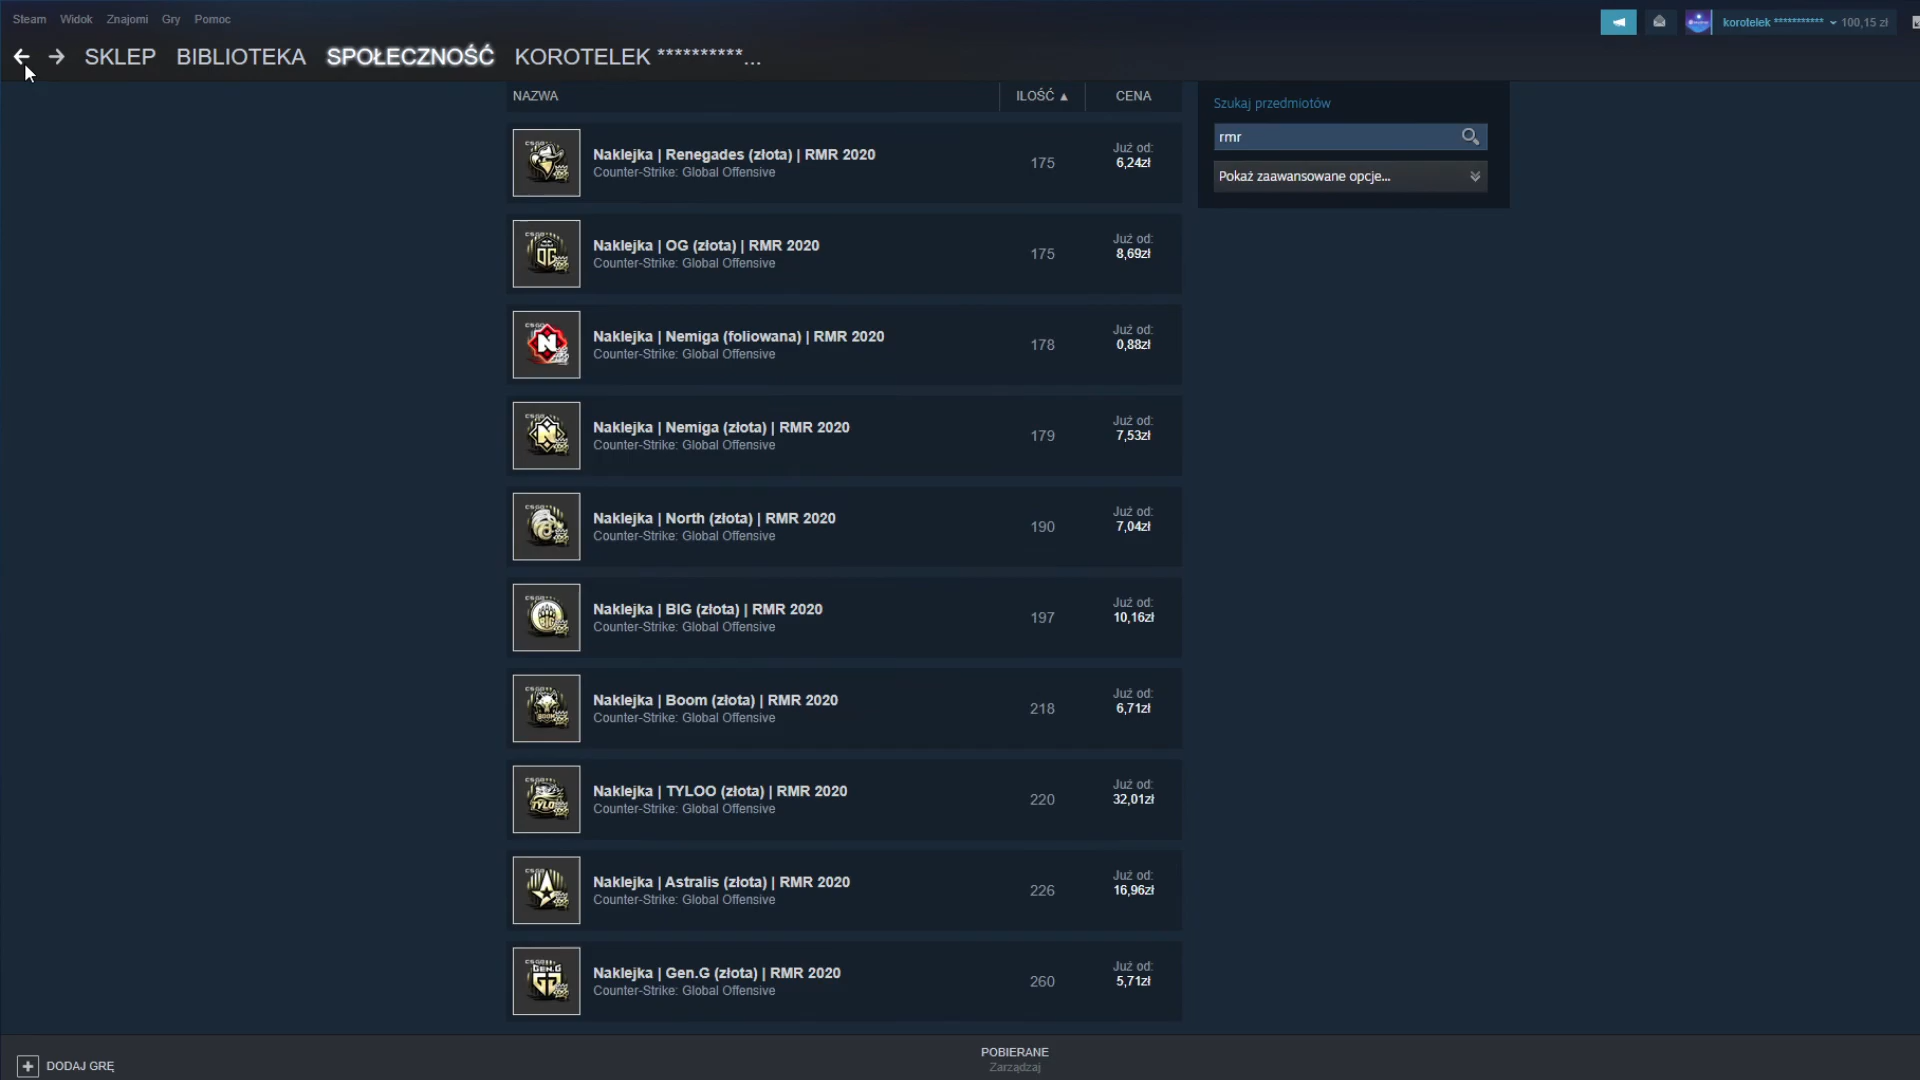 Steam Widok Znajomi Gry Pomoc
korotelek *********** 100,15 zł
SKLEP BIBLIOTEKA SPOŁECZNOŚĆ KOROTELEK **********...
NAZWA ILOŚĆ ▲ CENA
Szukaj przedmiotów
rmr
Pokaż zaawansowane opcje...
Naklejka | Renegades (złota) | RMR 2020
Counter-Strike: Global Offensive
175
Już od:
6,24zł
Naklejka | OG (złota) | RMR 2020
Counter-Strike: Global Offensive
175
Już od:
8,69zł
Naklejka | Nemiga (foliowana) | RMR 2020
Counter-Strike: Global Offensive
178
Już od:
0,88zł
Naklejka | Nemiga (złota) | RMR 2020
Counter-Strike: Global Offensive
179
Już od:
7,53zł
Naklejka | North (złota) | RMR 2020
Counter-Strike: Global Offensive
190
Już od:
7,04zł
Naklejka | BIG (złota) | RMR 2020
Counter-Strike: Global Offensive
197
Już od:
10,16zł
Naklejka | Boom (złota) | RMR 2020
Counter-Strike: Global Offensive
218
Już od:
6,71zł
Naklejka | TYLOO (złota) | RMR 2020
Counter-Strike: Global Offensive
220
Już od:
32,01zł
Naklejka | Astralis (złota) | RMR 2020
Counter-Strike: Global Offensive
226
Już od:
16,96zł
Naklejka | Gen.G (złota) | RMR 2020
Counter-Strike: Global Offensive
260
Już od:
5,71zł
DODAJ GRĘ
POBIERANE
Zarządzaj